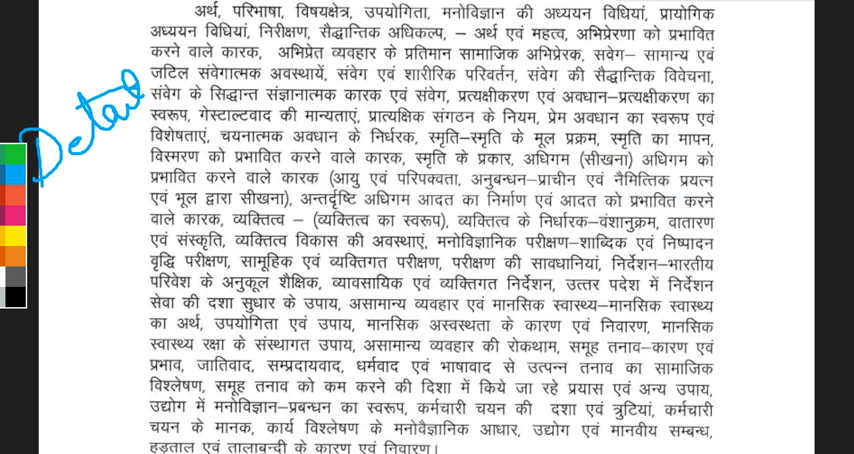 अर्थ, परिभाषा, विषयक्षेत्र, उपयोगिता, मनोविज्ञान की अध्ययन विधियां, प्रायोगिक
अध्ययन विधियां, निरीक्षण, सैद्धान्तिक अधिकल्प, – अर्थ एवं महत्व, अभिप्रेरणा को प्रभावित
करने वाले कारक, अभिप्रेत व्यवहार के प्रतिमान सामाजिक अभिप्रेरक, सवेग– सामान्य एवं
जटिल संवेगात्मक अवस्थायें, संवेग एवं शारीरिक परिवर्तन, संवेग की सैद्धान्तिक विवेचना,
Detail
संवेग के सिद्धान्त संज्ञानात्मक कारक एवं संवेग, प्रत्यक्षीकरण एवं अवधान–प्रत्यक्षीकरण का
स्वरूप, गेस्टाल्टवाद की मान्यताएं, प्रात्यक्षिक संगठन के नियम, प्रेम अवधान का स्वरूप एवं
विशेषताएं, चयनात्मक अवधान के निर्धरक, स्मृति–स्मृति के मूल प्रक्रम, स्मृति का मापन,
विस्मरण को प्रभावित करने वाले कारक, स्मृति के प्रकार, अधिगम (सीखना) अधिगम को
प्रभावित करने वाले कारक (आयु एवं परिपक्वता, अनुबन्धन–प्राचीन एवं नैमित्तिक प्रयत्न
एवं भूल द्वारा सीखना), अन्तर्दृष्टि अधिगम आदत का निर्माण एवं आदत को प्रभावित करने
वाले कारक, व्यक्तित्व – (व्यक्तित्व का स्वरूप), व्यक्तित्व के निर्धारक–वंशानुक्रम, वातारण
एवं संस्कृति, व्यक्तित्व विकास की अवस्थाएं, मनोविज्ञानिक परीक्षण–शाब्दिक एवं निष्पादन
वृद्धि परीक्षण, सामूहिक एवं व्यक्तिगत परीक्षण, परीक्षण की सावधानियां, निर्देशन–भारतीय
परिवेश के अनुकूल शैक्षिक, व्यावसायिक एवं व्यक्तिगत निर्देशन, उत्तर पदेश में निर्देशन
सेवा की दशा सुधार के उपाय, असामान्य व्यवहार एवं मानसिक स्वास्थ्य–मानसिक स्वास्थ्य
का अर्थ, उपयोगिता एवं उपाय, मानसिक अस्वस्थता के कारण एवं निवारण, मानसिक
स्वास्थ्य रक्षा के संस्थागत उपाय, असामान्य व्यवहार की रोकथाम, समूह तनाव–कारण एवं
प्रभाव, जातिवाद, सम्प्रदायवाद, धर्मवाद एवं भाषावाद से उत्पन्न तनाव का सामाजिक
विश्लेषण, समूह तनाव को कम करने की दिशा में किये जा रहे प्रयास एवं अन्य उपाय,
उद्योग में मनोविज्ञान–प्रबन्धन का स्वरूप, कर्मचारी चयन की दशा एवं त्रुटियां, कर्मचारी
चयन के मानक, कार्य विश्लेषण के मनोवैज्ञानिक आधार, उद्योग एवं मानवीय सम्बन्ध,
हड़ताल एवं तालाबन्दी के कारण एवं निवारण।